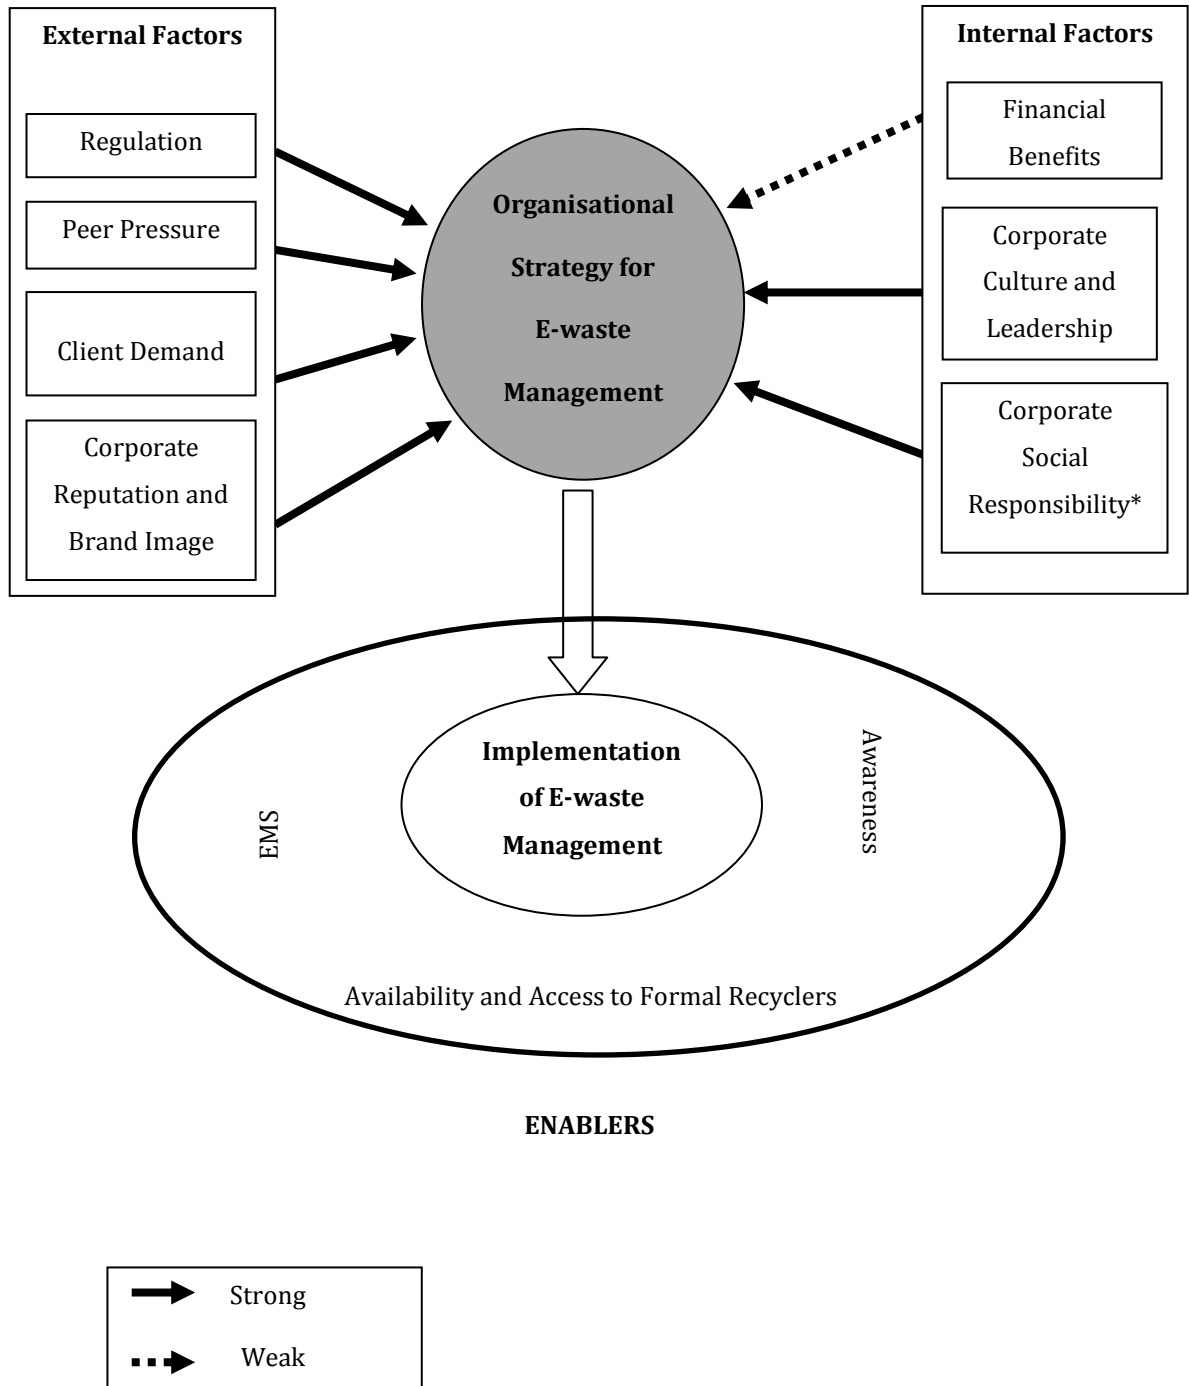 External Factors
Regulation
Peer Pressure
Client Demand
Corporate
Reputation and
Brand Image
Organisational
Strategy for
E-waste
Management
Internal Factors
Financial
Benefits
Corporate
Culture and
Leadership
Corporate
Social
Responsibility*
Implementation
of E-waste
Management
EMS
Awareness
Availability and Access to Formal Recyclers
ENABLERS
Strong
Weak